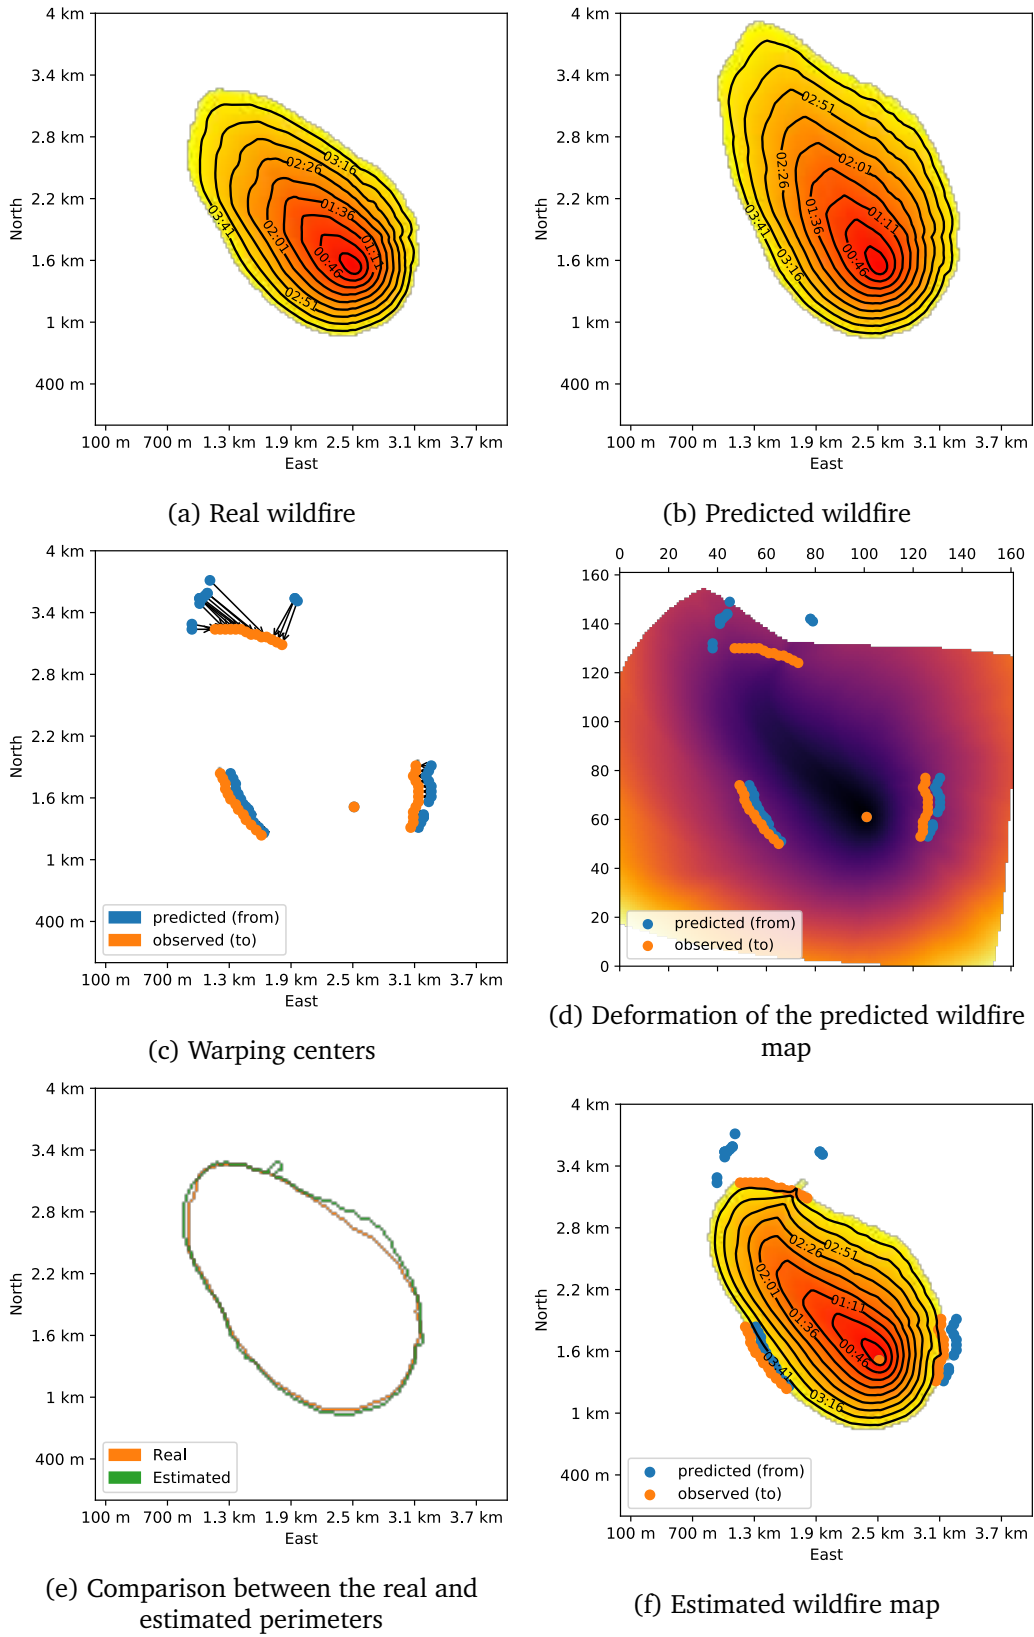 4 km
3.4 km
2.8 km
2.2 km
1.6 km
1 km
400 m
North
03:16
02:26
01:36
03:41
02:01
01:11
00:46
02:51
100 m 700 m 1.3 km 1.9 km 2.5 km 3.1 km 3.7 km
East
(a) Real wildfire
4 km
3.4 km
2.8 km
2.2 km
1.6 km
1 km
400 m
North
02:51
02:01
02:26
01:11
01:36
03:41
00:46
03:16
100 m 700 m 1.3 km 1.9 km 2.5 km 3.1 km 3.7 km
East
(b) Predicted wildfire
4 km
3.4 km
2.8 km
2.2 km
1.6 km
1 km
400 m
North
predicted (from)
observed (to)
100 m 700 m 1.3 km 1.9 km 2.5 km 3.1 km 3.7 km
East
(c) Warping centers
0 20 40 60 80 100 120 140 160
160
140
120
100
80
60
40
20
0
predicted (from)
observed (to)
(d) Deformation of the predicted wildfire
map
4 km
3.4 km
2.8 km
2.2 km
1.6 km
1 km
400 m
North
Real
Estimated
100 m 700 m 1.3 km 1.9 km 2.5 km 3.1 km 3.7 km
East
(e) Comparison between the real and
estimated perimeters
4 km
3.4 km
2.8 km
2.2 km
1.6 km
1 km
400 m
North
02:26
02:51
02:01
01:11
01:36
00:46
03:41
03:16
predicted (from)
observed (to)
100 m 700 m 1.3 km 1.9 km 2.5 km 3.1 km 3.7 km
East
(f) Estimated wildfire map